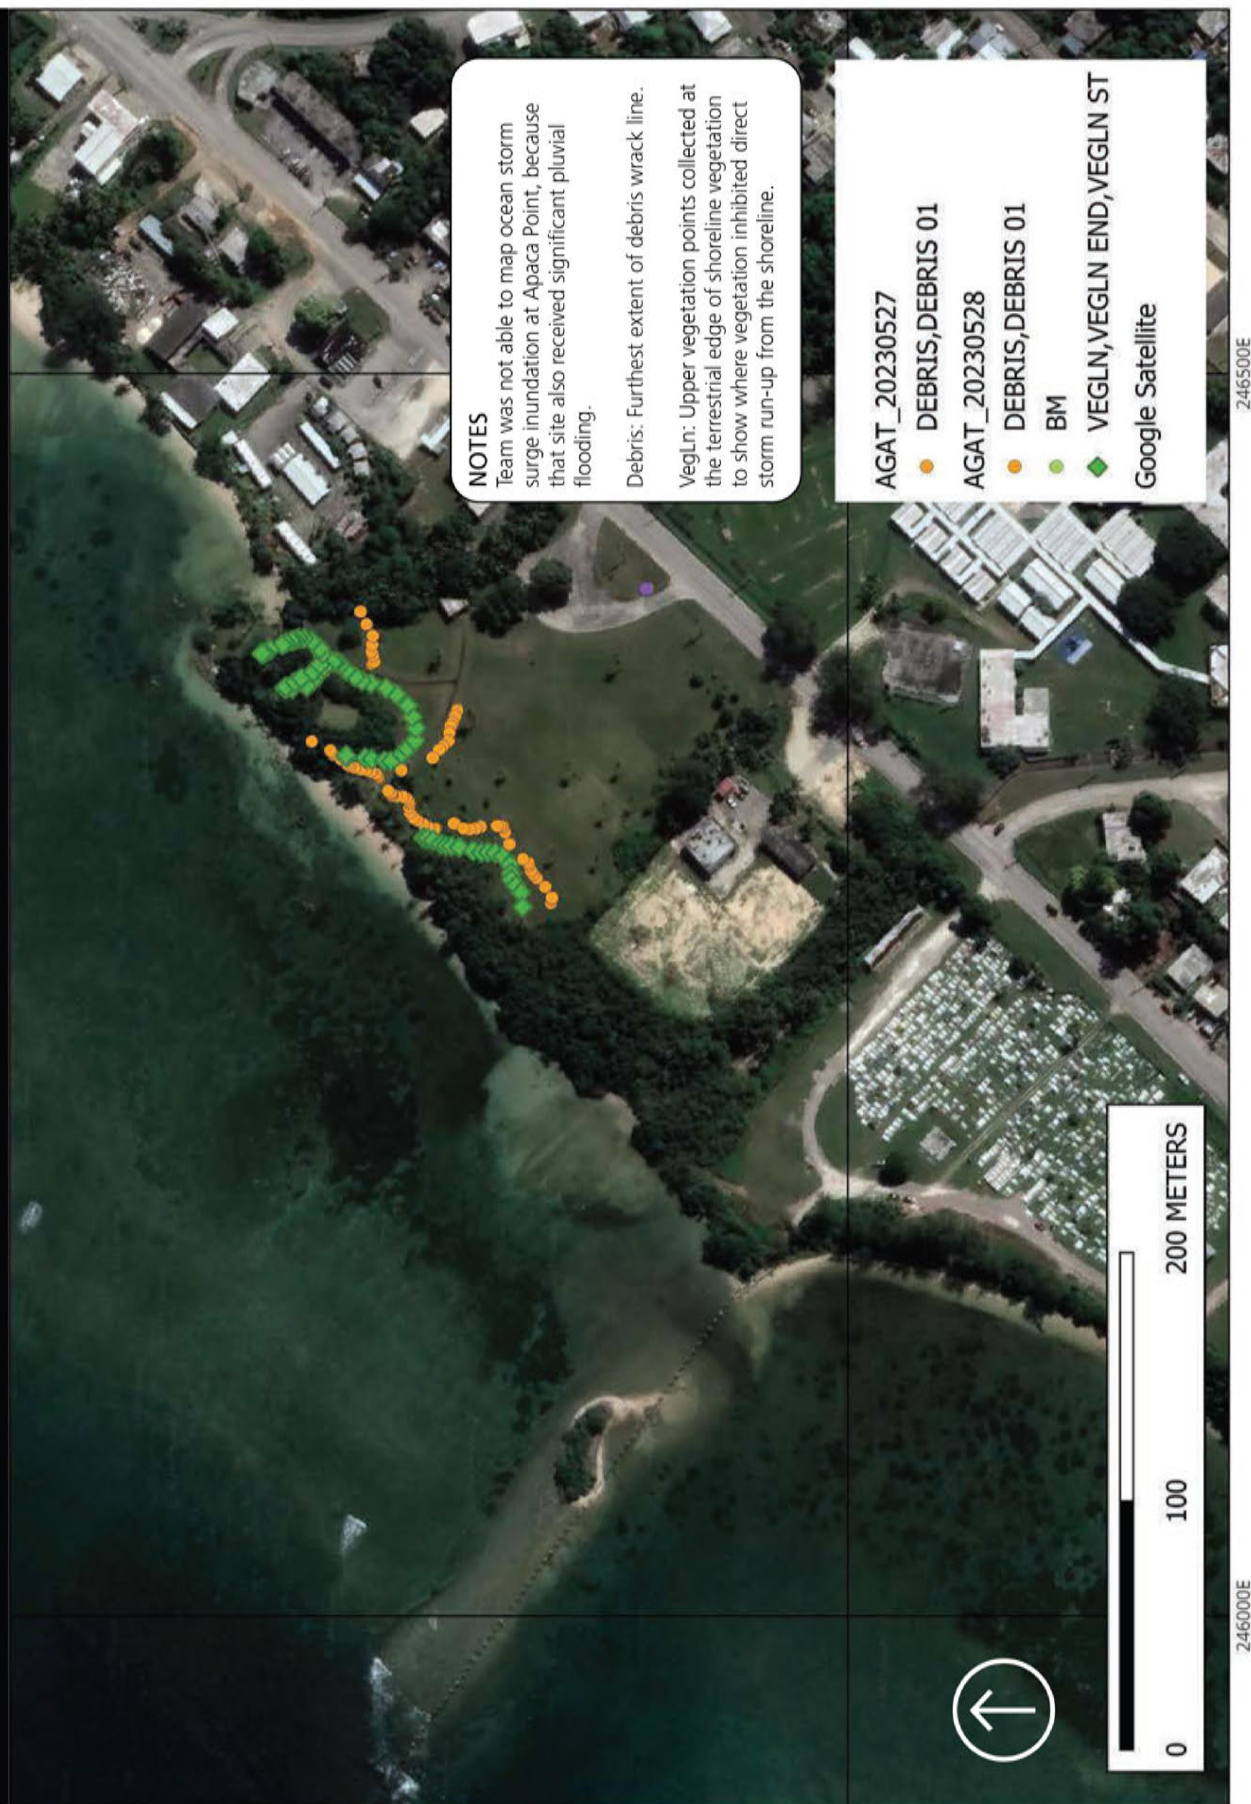 NOTES
Team was not able to map ocean storm
surge inundation at Apaca Point, because
that site also received significant pluvial
flooding.
Debris: Furthest extent of debris wrack line.
VegLn: Upper vegetation points collected at
the terrestrial edge of shoreline vegetation
to show where vegetation inhibited direct
storm run-up from the shoreline.
AGAT_20230527
DEBRIS,DEBRIS 01
AGAT_20230528
DEBRIS,DEBRIS 01
BM
VEGLN,VEGLN END,VEGLN ST
Google Satellite
0 100 200 METERS
246000E 246500E